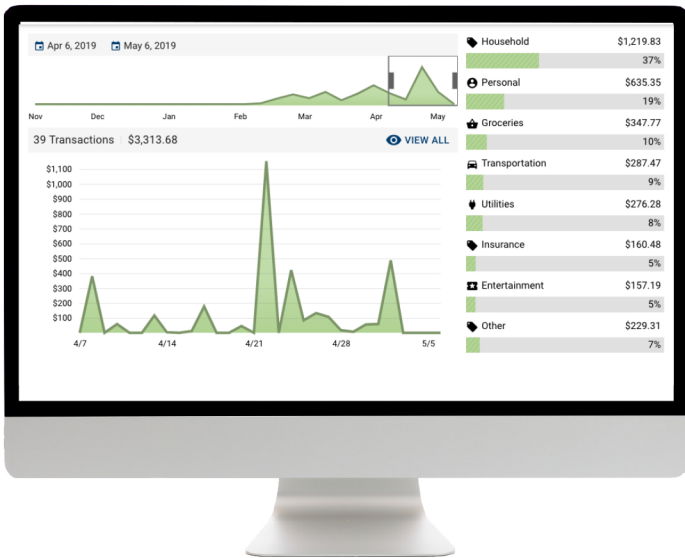 Apr 6, 2019 May 6, 2019
Nov Dec Jan Feb Mar Apr May
39 Transactions $3,313.68 VIEW ALL
$1,100
$1,000
$900
$800
$700
$600
$500
$400
$300
$200
$100
4/7 4/14 4/21 4/28 5/5
Household $1,219.83
37%
Personal $635.35
19%
Groceries $347.77
10%
Transportation $287.47
9%
Utilities $276.28
8%
Insurance $160.48
5%
Entertainment $157.19
5%
Other $229.31
7%